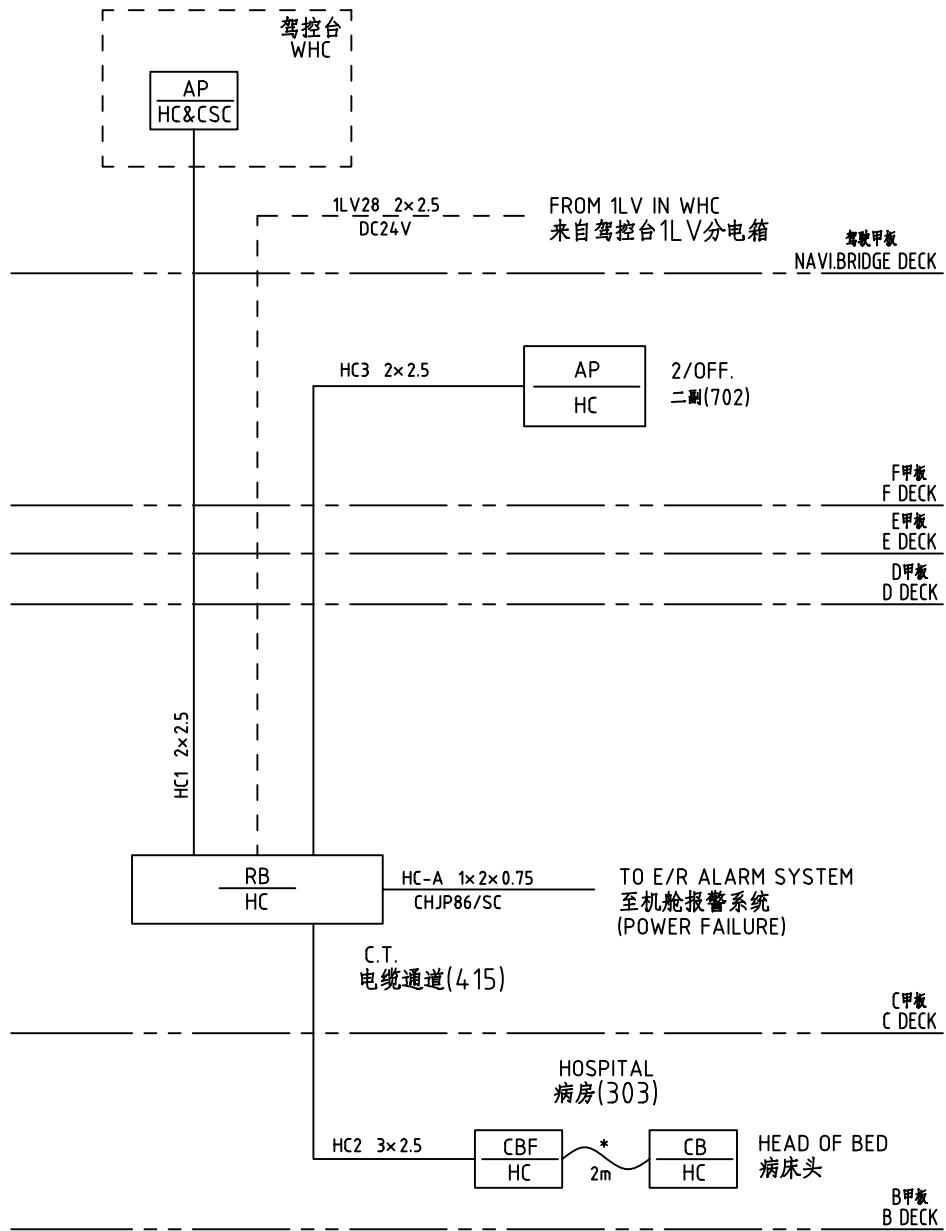 驾控台
WHC
AP
HC&CSC
1LV28 2×2.5
DC24V
FROM 1LV IN WHC
来自驾控台1LV分电箱
驾驶甲板
NAVI.BRIDGE DECK
HC3 2×2.5
AP
HC
2/OFF.
二副(702)
F甲板
F DECK
E甲板
E DECK
D甲板
D DECK
HC1 2×2.5
RB
HC
HC-A 1×2×0.75
CHJP86/SC
TO E/R ALARM SYSTEM
至机舱报警系统
(POWER FAILURE)
C.T.
电缆通道(415)
C甲板
C DECK
HOSPITAL
病房(303)
HC2 3×2.5
CBF
HC
*
2m
CB
HC
HEAD OF BED
病床头
B甲板
B DECK